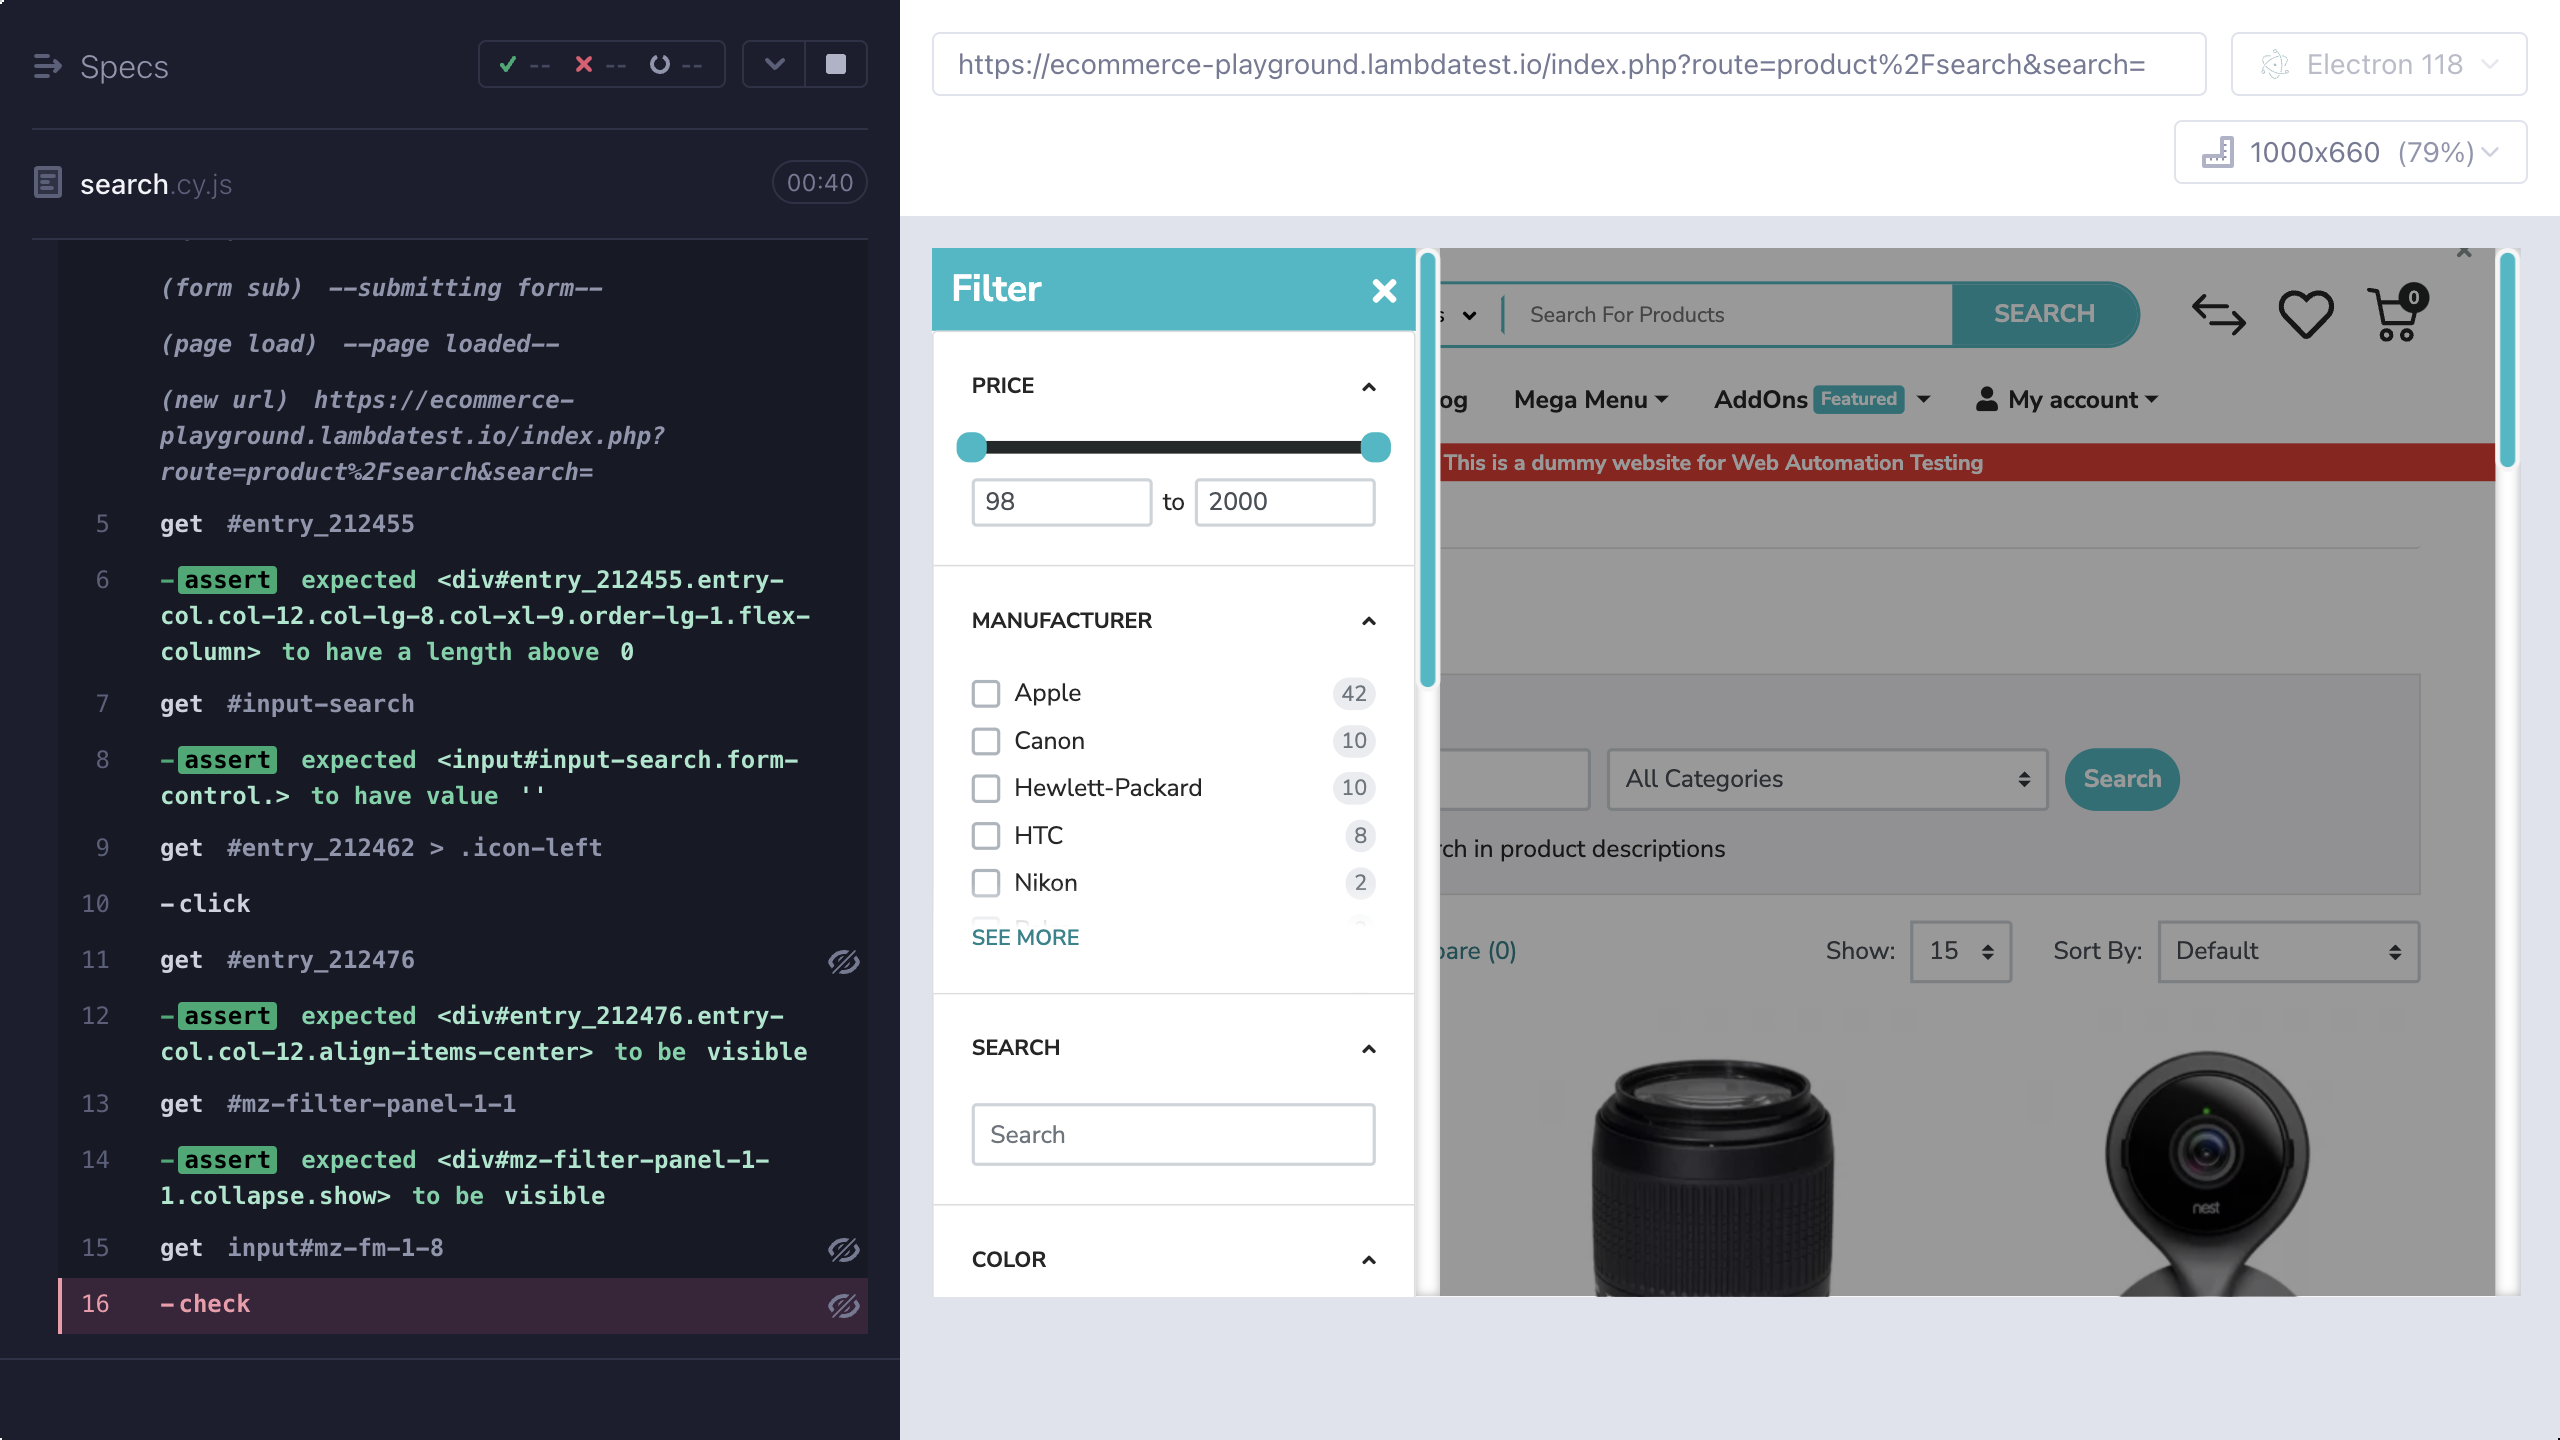 Specs
-- -- --
search.cy.js
00:40
(form sub) --submitting form--
(page load) --page loaded--
(new url) https://ecommerce-
playground.lambdatest.io/index.php?
route=product%2Fsearch&search=
5 get #entry_212455
6 -assert expected <div#entry_212455.entry-
col.col-12.col-lg-8.col-xl-9.order-lg-1.flex-
column> to have a length above 0
7 get #input-search
8 -assert expected <input#input-search.form-
control.> to have value ''
9 get #entry_212462 > .icon-left
10 -click
11 get #entry_212476
12 -assert expected <div#entry_212476.entry-
col.col-12.align-items-center> to be visible
13 get #mz-filter-panel-1-1
14 -assert expected <div#mz-filter-panel-1-
1.collapse.show> to be visible
15 get input#mz-fm-1-8
16 -check
https://ecommerce-playground.lambdatest.io/index.php?route=product%2Fsearch&search=
Electron 118
1000x660 (79%)
Filter
PRICE
98 to 2000
MANUFACTURER
Apple 42
Canon 10
Hewlett-Packard 10
HTC 8
Nikon 2
SEE MORE
SEARCH
Search
COLOR
s
Search For Products
SEARCH
0
og
Mega Menu
AddOns Featured
My account
This is a dummy website for Web Automation Testing
All Categories
Search
rch in product descriptions
pare (0)
Show: 15
Sort By: Default
nest